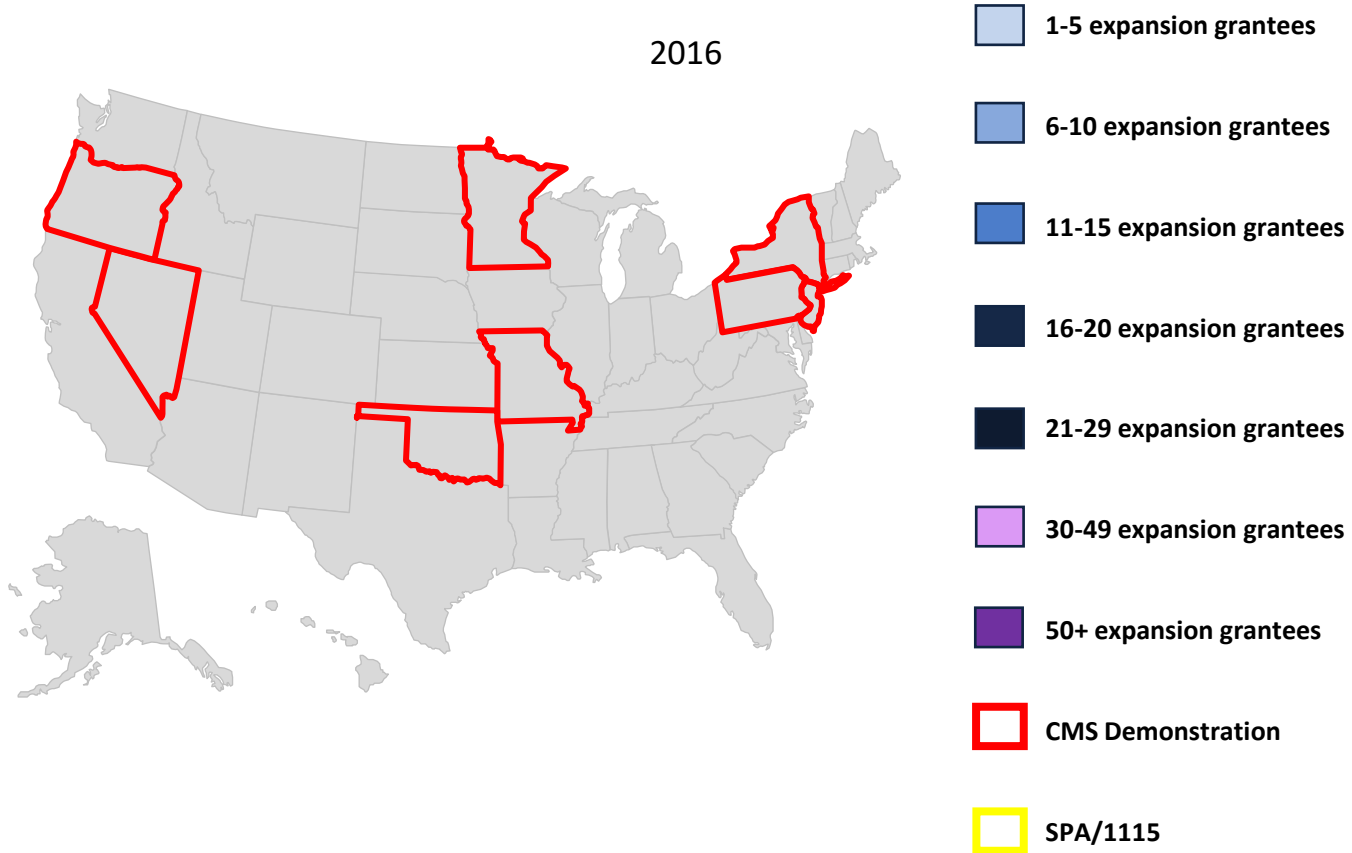 2016
1-5 expansion grantees
6-10 expansion grantees
11-15 expansion grantees
16-20 expansion grantees
21-29 expansion grantees
30-49 expansion grantees
50+ expansion grantees
CMS Demonstration
SPA/1115